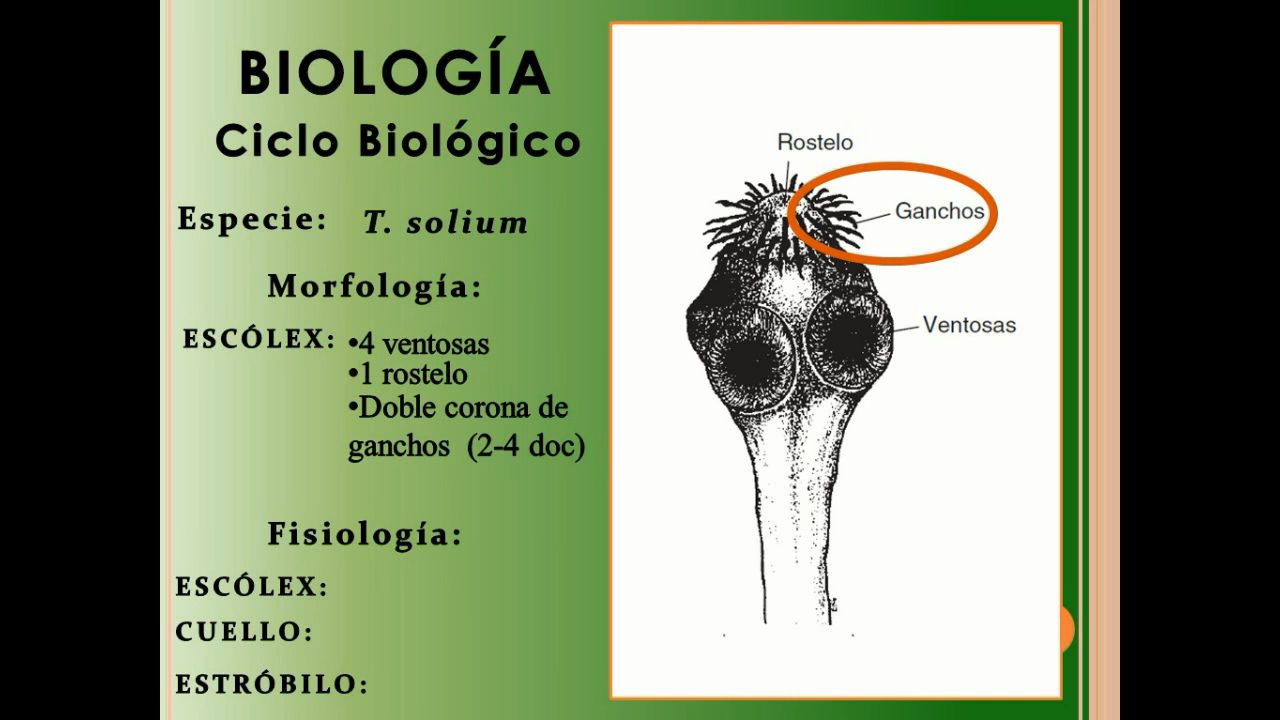 BIOLOGÍA
Ciclo Biológico
Especie: T. solium
Morfología:
ESCÓLEX: •4 ventosas
•1 rostelo
•Doble corona de
ganchos (2-4 doc)
Fisiología:
ESCÓLEX:
CUELLO:
ESTRÓBILO:
Rostelo
Ganchos
Ventosas